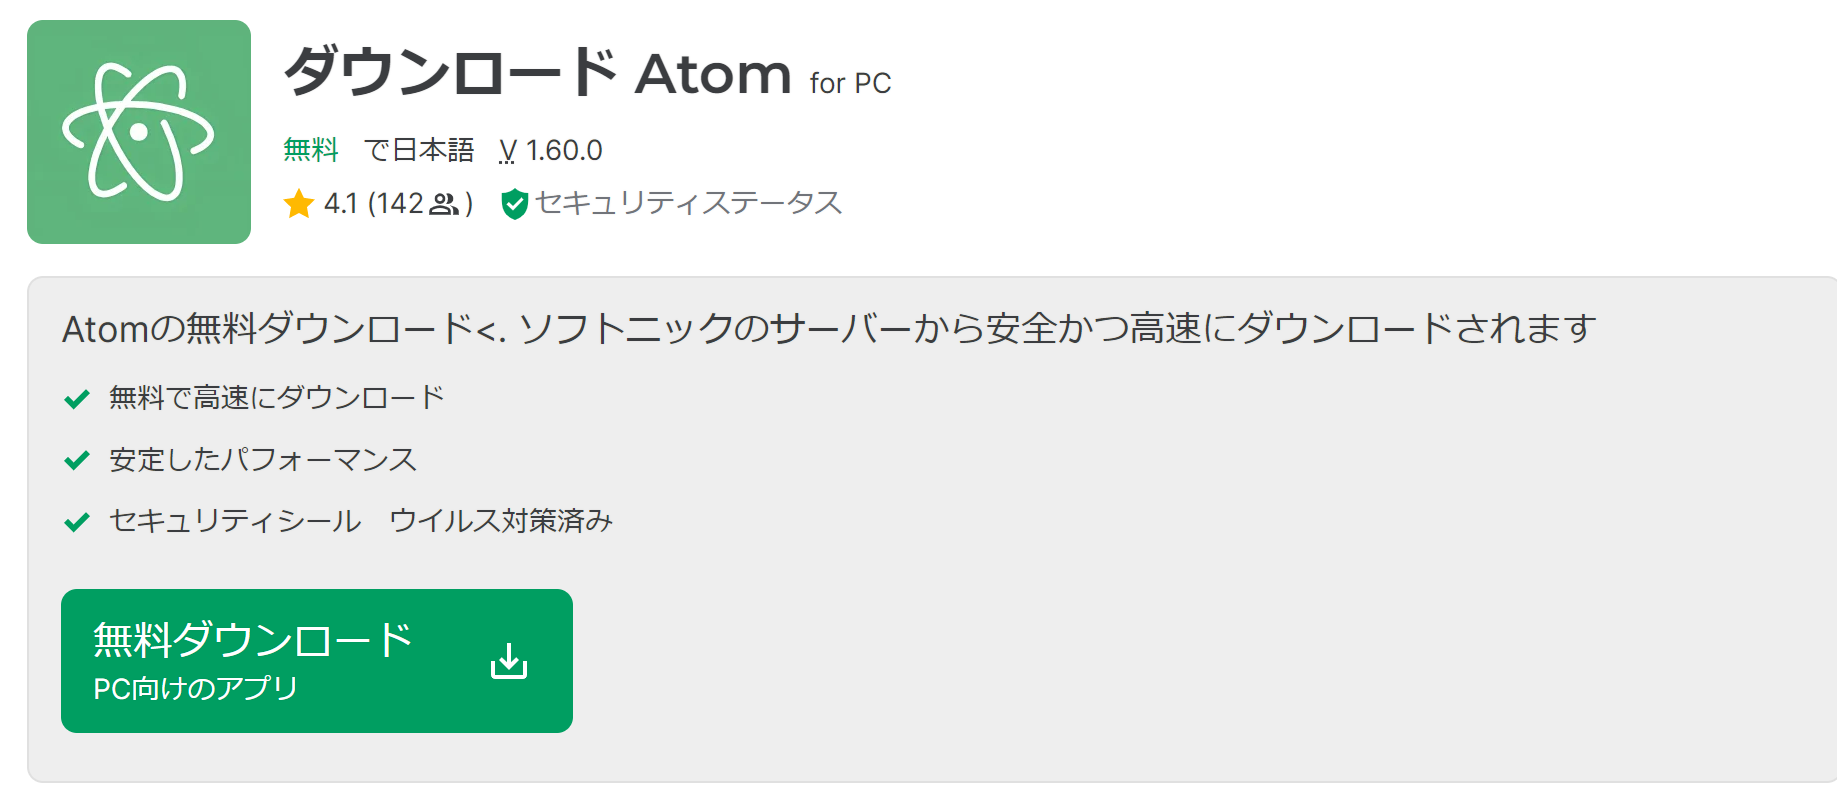 ダウンロード Atom for PC
無料 で日本語 V 1.60.0
4.1 (142 ) セキュリティステータス
Atomの無料ダウンロード<. ソフトニックのサーバーから安全かつ高速にダウンロードされます
無料で高速にダウンロード
安定したパフォーマンス
セキュリティシール　ウイルス対策済み
無料ダウンロード
PC向けのアプリ